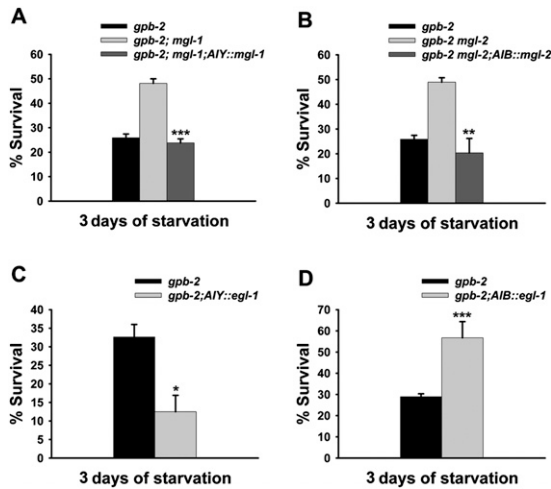 A
gpb-2
gpb-2; mgl-1
gpb-2; mgl-1;AIY::mgl-1
% Survival
60
50
40
30
20
10
0
***
3 days of starvation
B
gpb-2
gpb-2 mgl-2
gpb-2 mgl-2;AIB::mgl-2
% Survival
60
50
40
30
20
10
0
**
3 days of starvation
C
gpb-2
gpb-2;AIY::egl-1
% Survival
40
35
30
25
20
15
10
5
0
*
3 days of starvation
D
gpb-2
gpb-2;AIB::egl-1
% Survival
70
60
50
40
30
20
10
0
***
3 days of starvation